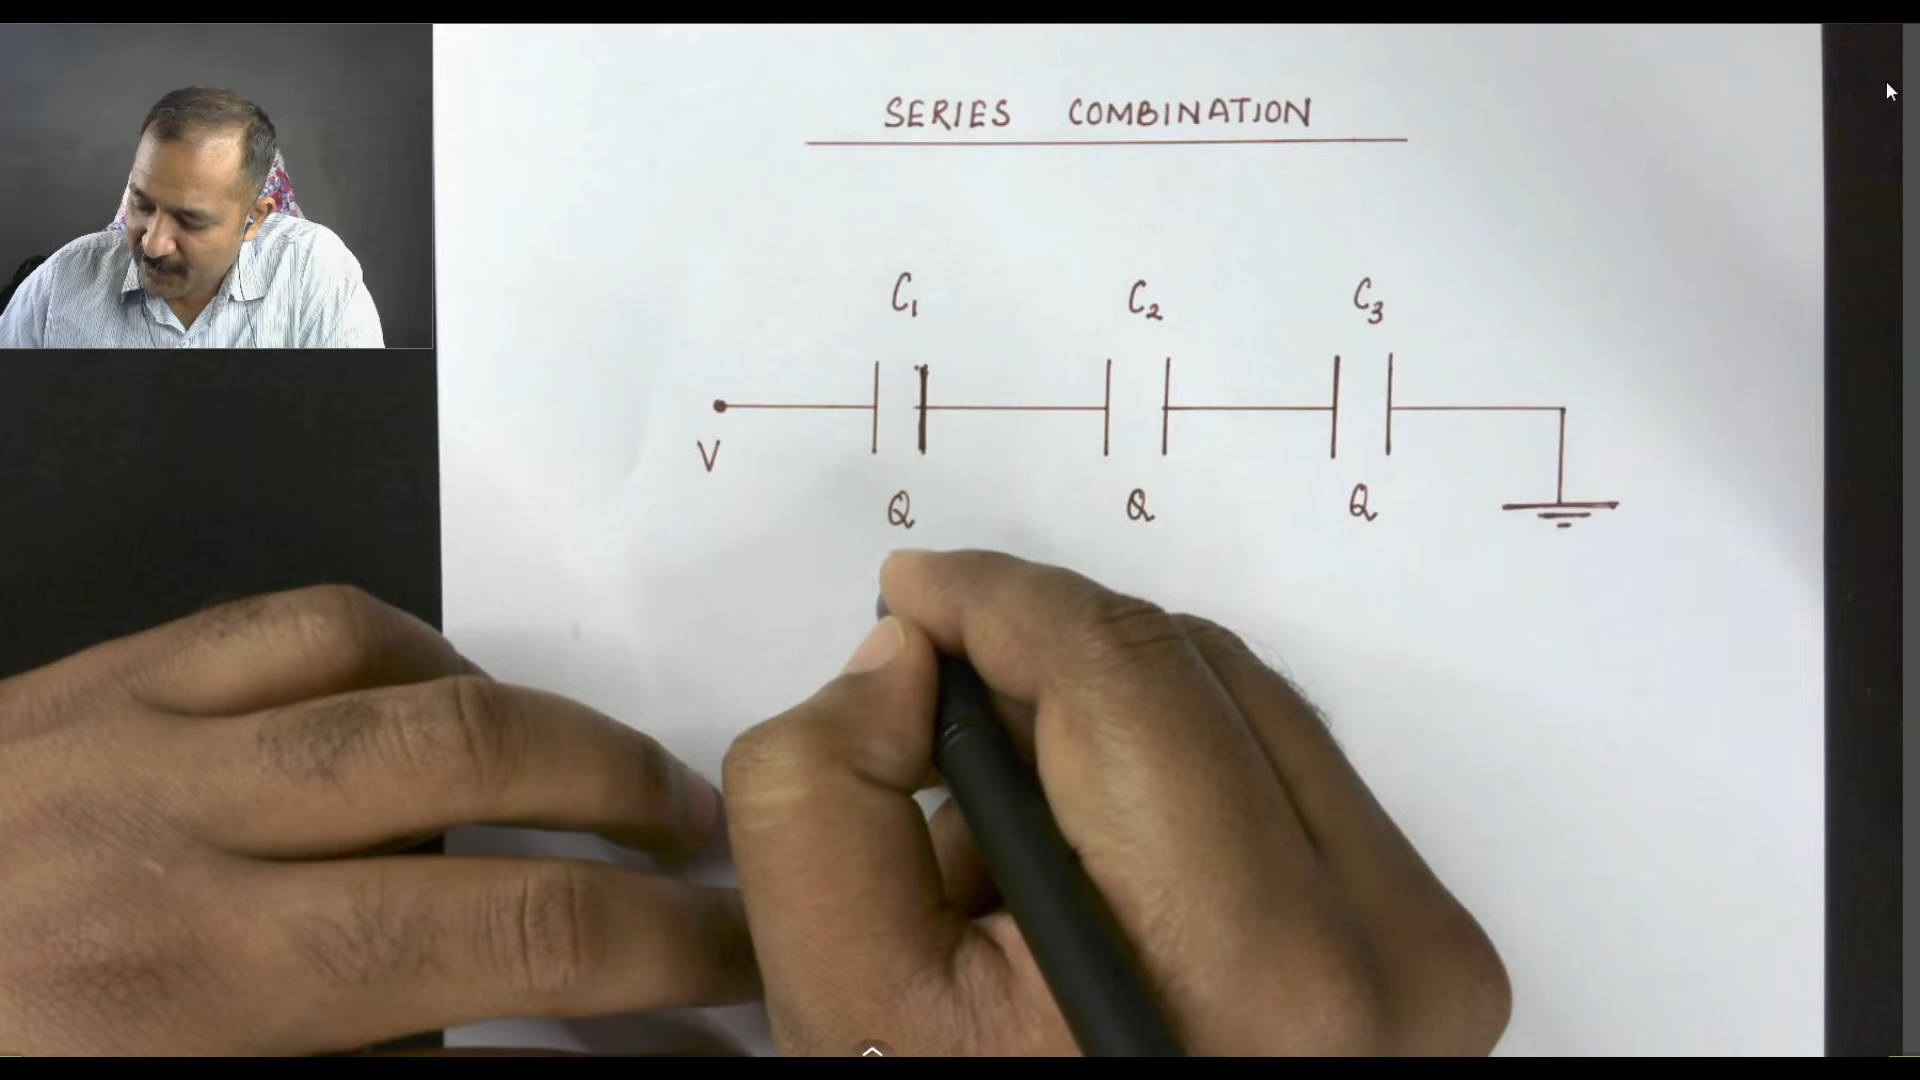 SERIES COMBINATION
C₁ C₂ C₃
V
Q Q Q